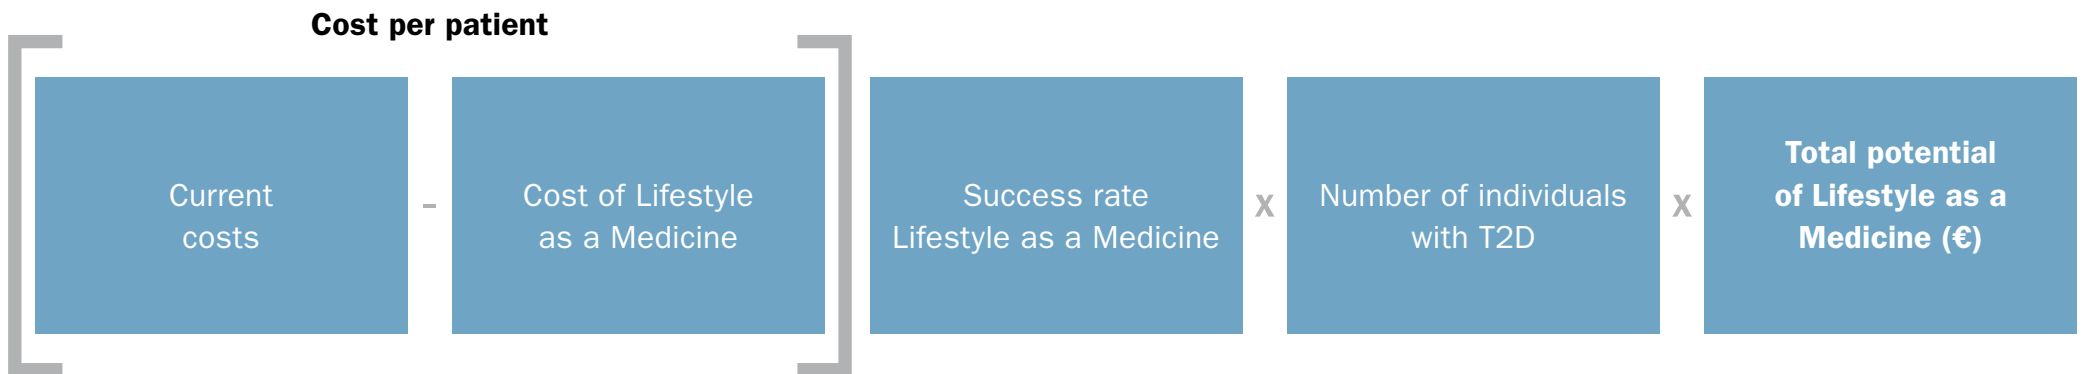 Cost per patient
Current
costs
-
Cost of Lifestyle
as a Medicine
Success rate
Lifestyle as a Medicine
x
Number of individuals
with T2D
x
Total potential
of Lifestyle as a
Medicine (€)